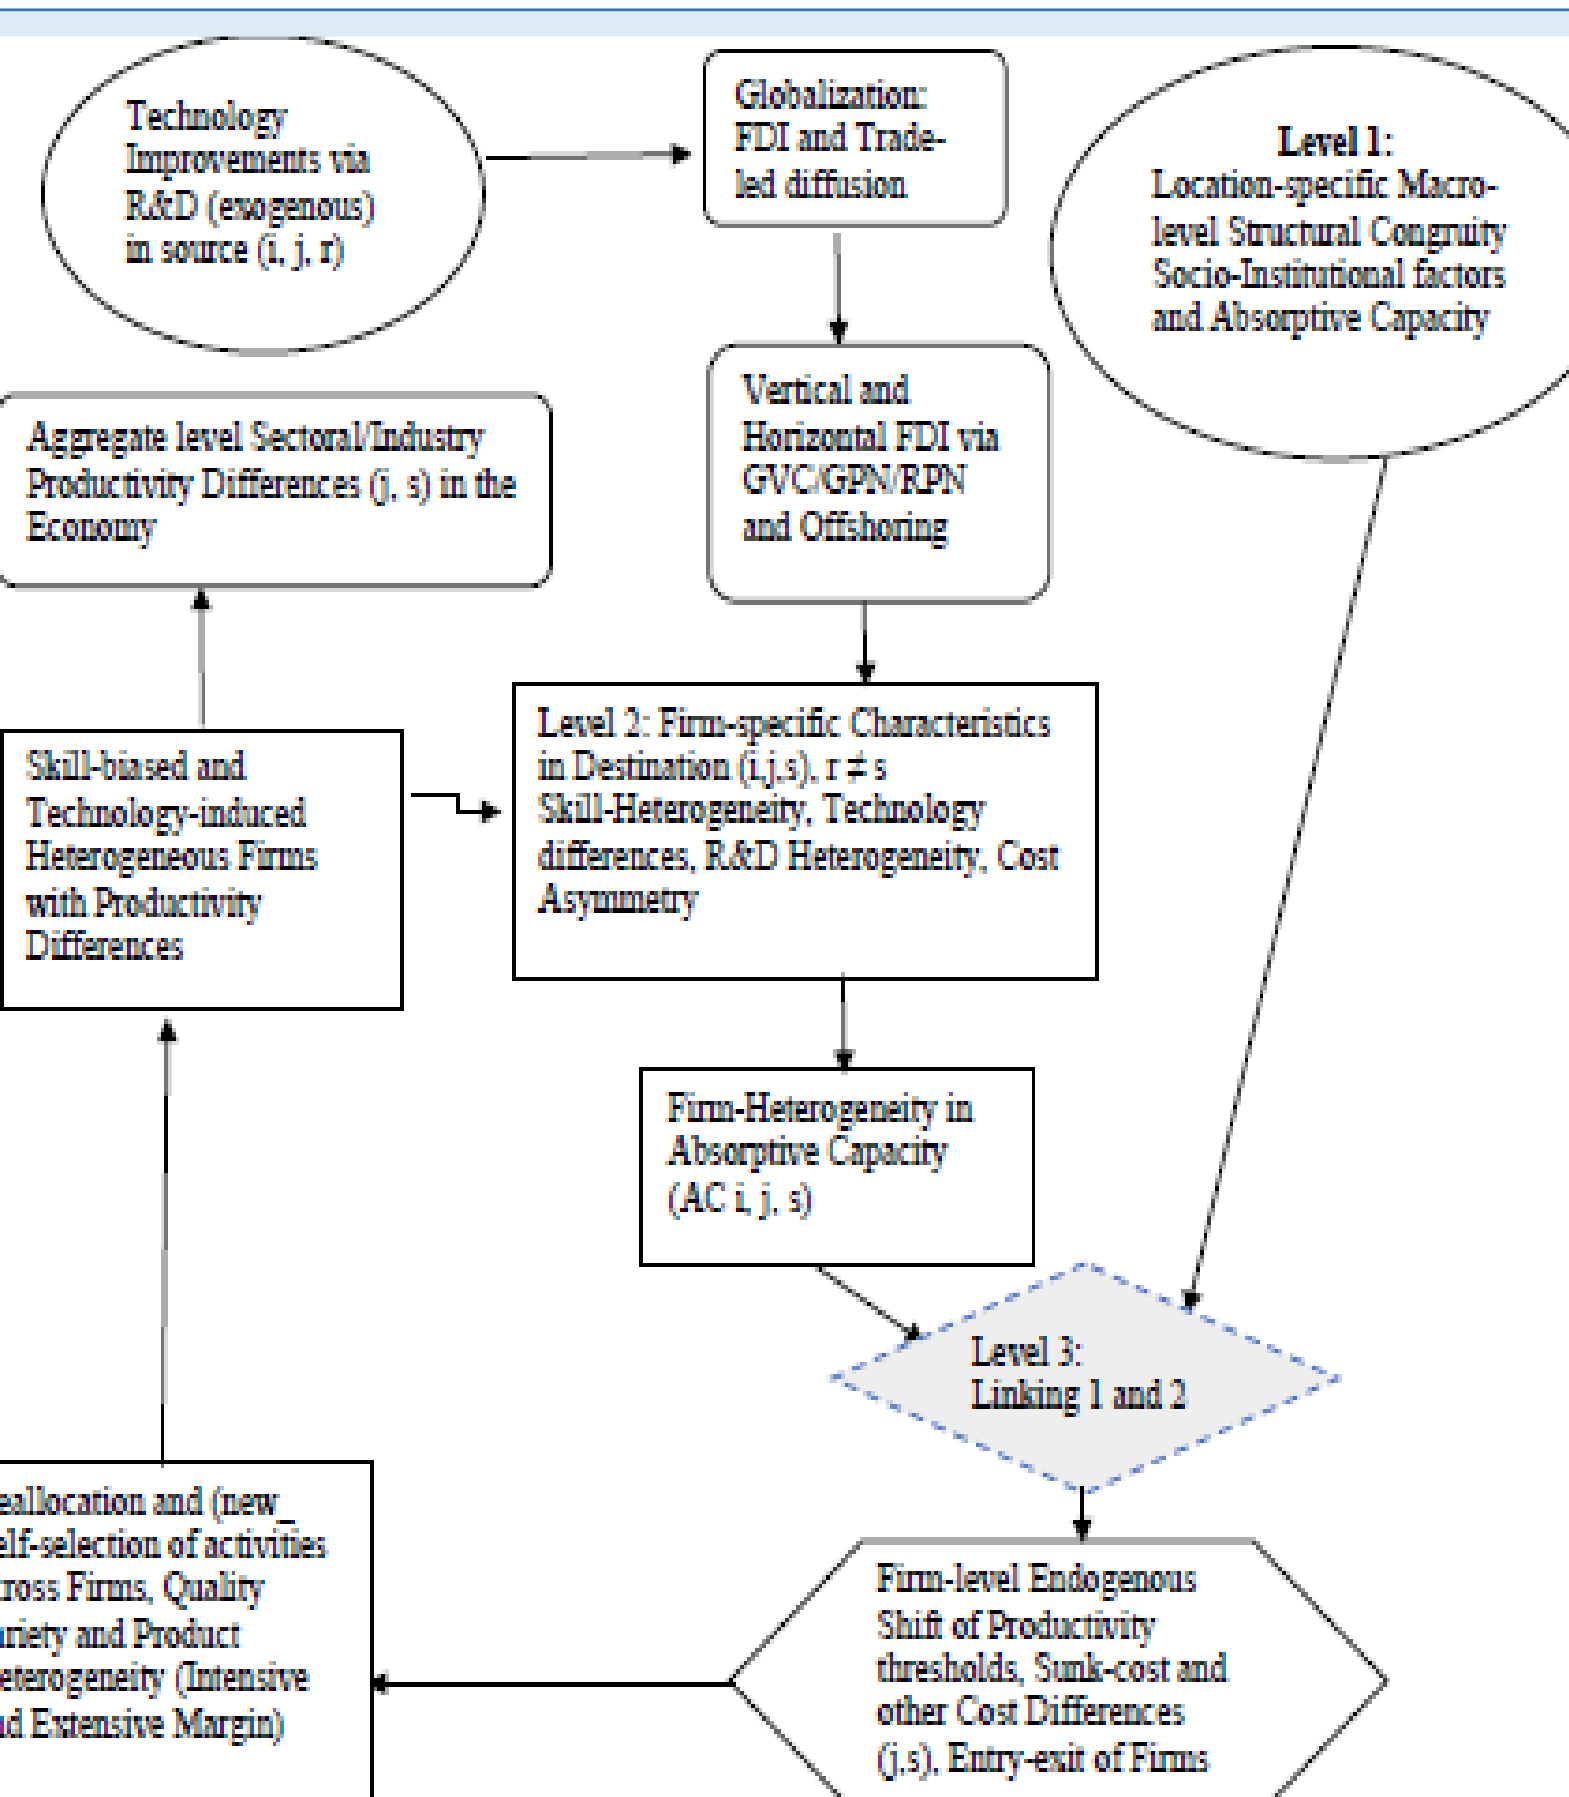 Technology
Improvements via
R&D (exogenous)
in source (i, j, r)
Globalization:
FDI and Trade-
led diffusion
Level 1:
Location-specific Macro-
level Structural Congruity
Socio-Institutional factors
and Absorptive Capacity
Aggregate level Sectoral/Industry
Productivity Differences (j, s) in the
Economy
Vertical and
Horizontal FDI via
GVC/GPN/RPN
and Offshoring
Skill-biased and
Technology-induced
Heterogeneous Firms
with Productivity
Differences
Level 2: Firm-specific Characteristics
in Destination (i,j,s), r ≠ s
Skill-Heterogeneity, Technology
differences, R&D Heterogeneity, Cost
Asymmetry
Firm-Heterogeneity in
Absorptive Capacity
(AC i, j, s)
Level 3:
Linking 1 and 2
eallocation and (new_
elf-selection of activities
ross Firms, Quality
ariety and Product
eterogeneity (Intensive
nd Extensive Margin)
Firm-level Endogenous
Shift of Productivity
thresholds, Sunk-cost and
other Cost Differences
(j,s), Entry-exit of Firms